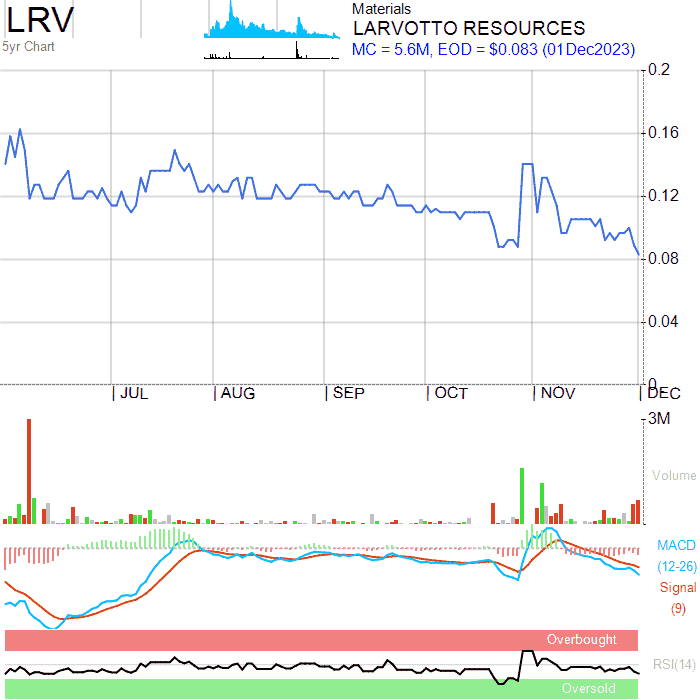 LRV
5yr Chart
Materials
LARVOTTO RESOURCES
MC = 5.6M, EOD = $0.083 (01Dec2023)
0.2
0.16
0.12
0.08
0.04
0
JUL AUG SEP OCT NOV DEC
3M
Volume
MACD
(12-26)
Signal
(9)
Overbought
RSI(14)
Oversold